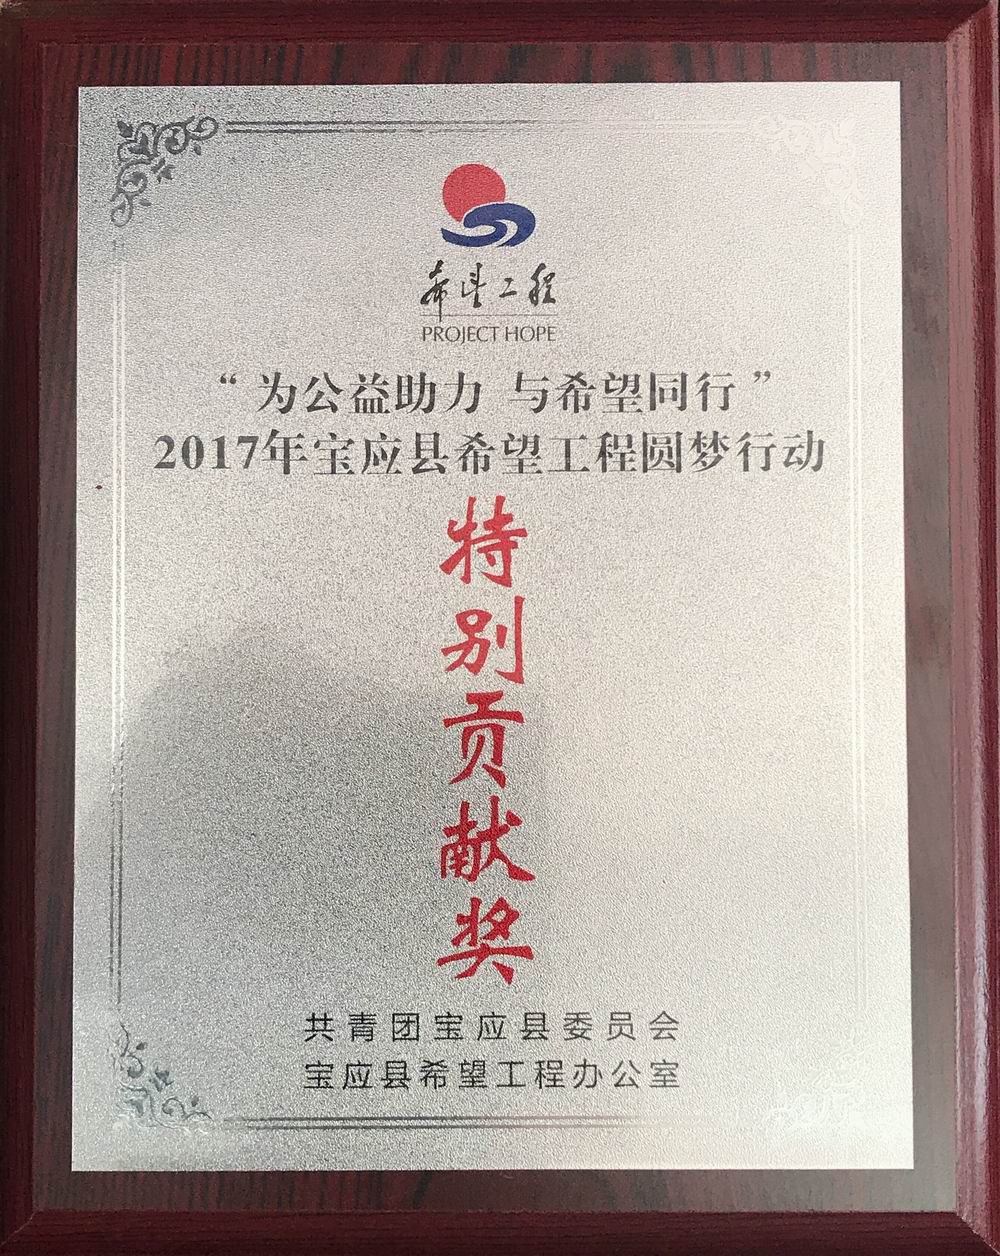 希望工程
PROJECT HOPE
“为公益助力 与希望同行”
2017年宝应县希望工程圆梦行动
特别贡献奖
共青团宝应县委员会
宝应县希望工程办公室